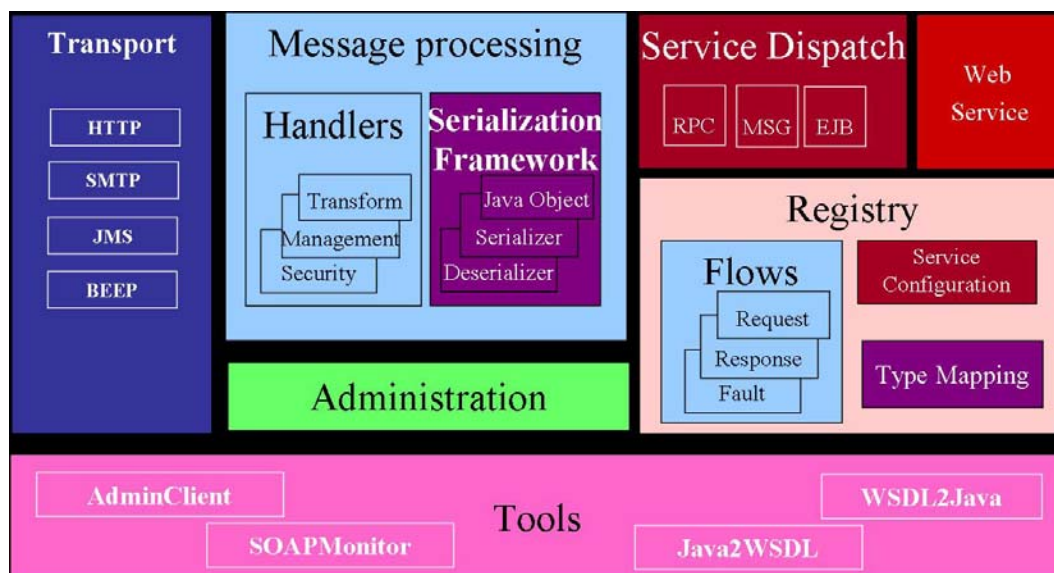 Transport
HTTP
SMTP
JMS
BEEP
Message processing
Handlers
Transform
Management
Security
Serialization
Framework
Java Object
Serializer
Deserializer
Administration
Service Dispatch
RPC
MSG
EJB
Web
Service
Registry
Flows
Request
Response
Fault
Service
Configuration
Type Mapping
Tools
AdminClient
SOAPMonitor
Java2WSDL
WSDL2Java